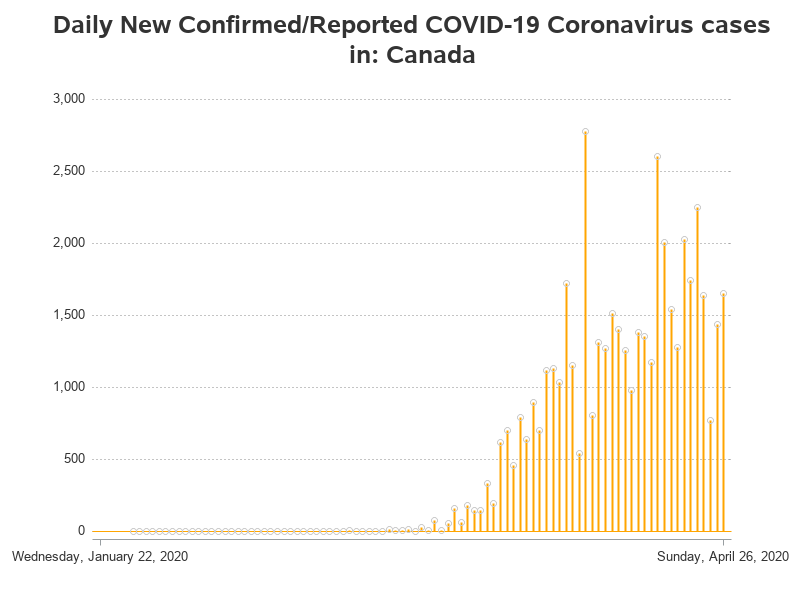 Daily New Confirmed/Reported COVID-19 Coronavirus cases
in: Canada
3,000
2,500
2,000
1,500
1,000
500
0
Wednesday, January 22, 2020
Sunday, April 26, 2020